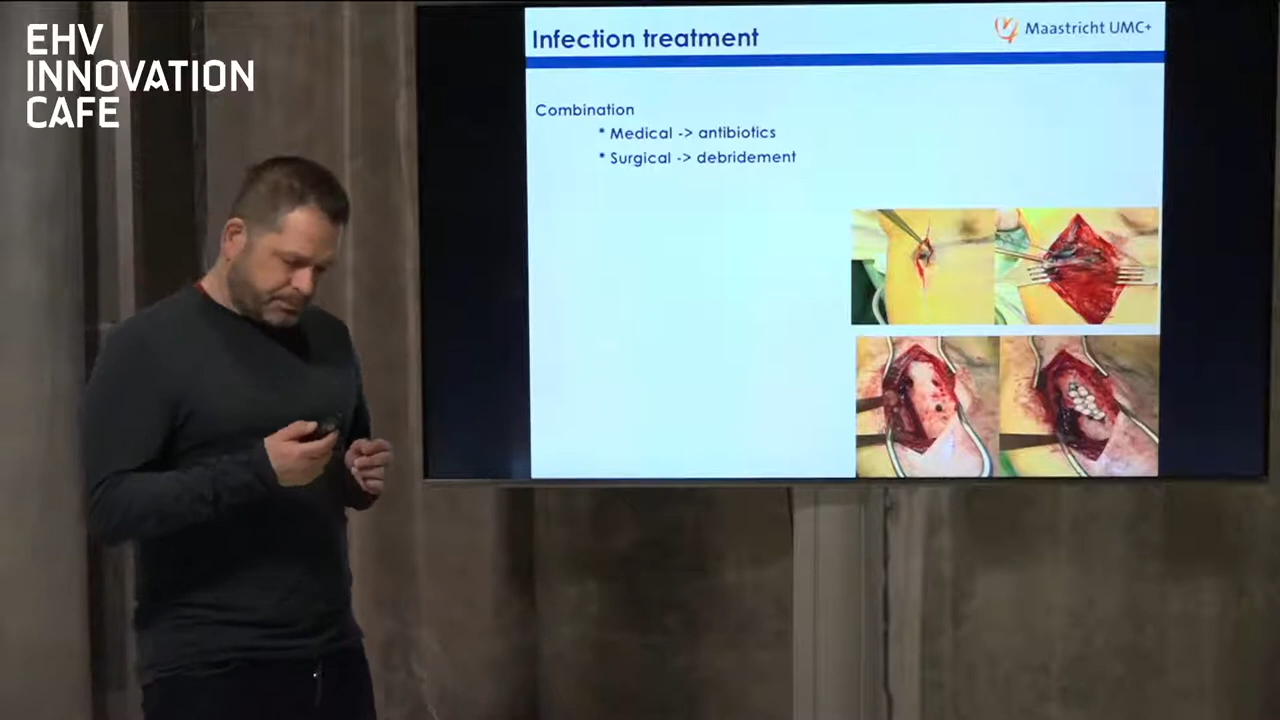 EHV
INNOVATION
CAFE
Infection treatment
Maastricht UMC+
Combination
* Medical -> antibiotics
* Surgical -> debridement